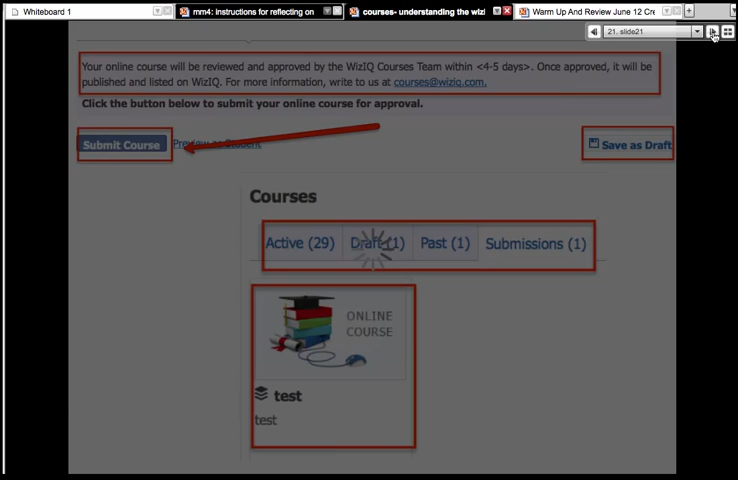 Whiteboard 1
mm4: instructions for reflecting on
courses- understanding the wizi
Warm Up And Review June 12 Cre
21. slide21
Your online course will be reviewed and approved by the WizIQ Courses Team within <4-5 days>. Once approved, it will be
published and listed on WizIQ. For more information, write to us at courses@wiziq.com.
Click the button below to submit your online course for approval.
Submit Course
Preview as Student
Save as Draft
Courses
Active (29)
Draft (1)
Past (1)
Submissions (1)
ONLINE
COURSE
test
test